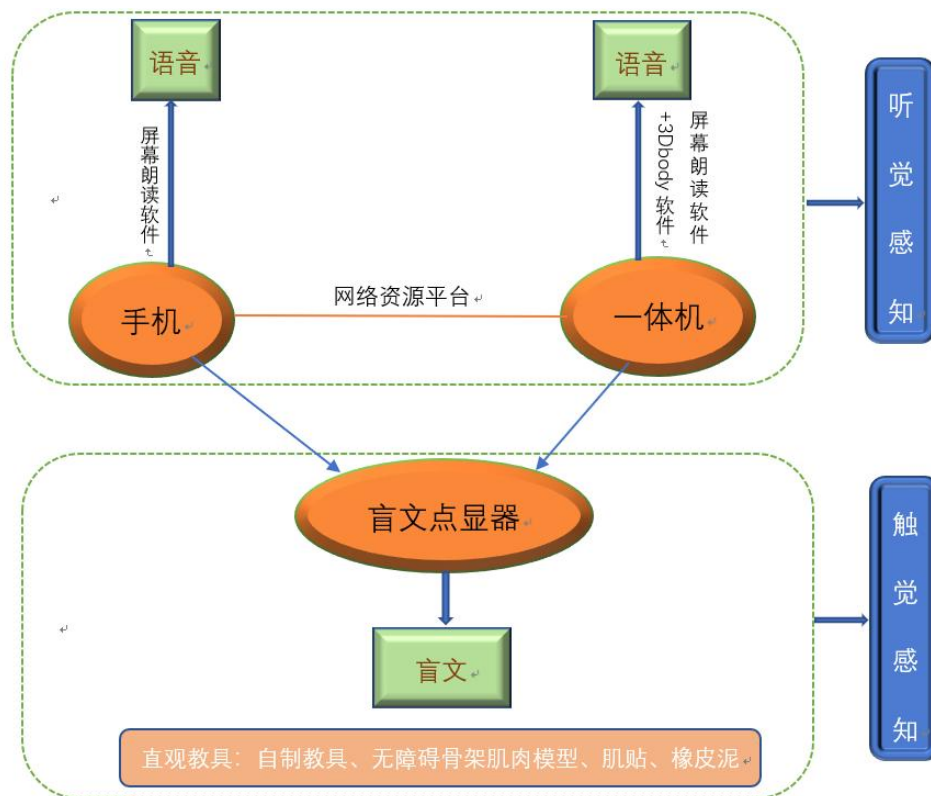 语音
语音
屏幕朗读软件
屏幕朗读软件
+3Dbody 软件
听觉感知
手机
网络资源平台
一体机
盲文点显器
触觉感知
盲文
直观教具：自制教具、无障碍骨架肌肉模型、肌贴、橡皮泥